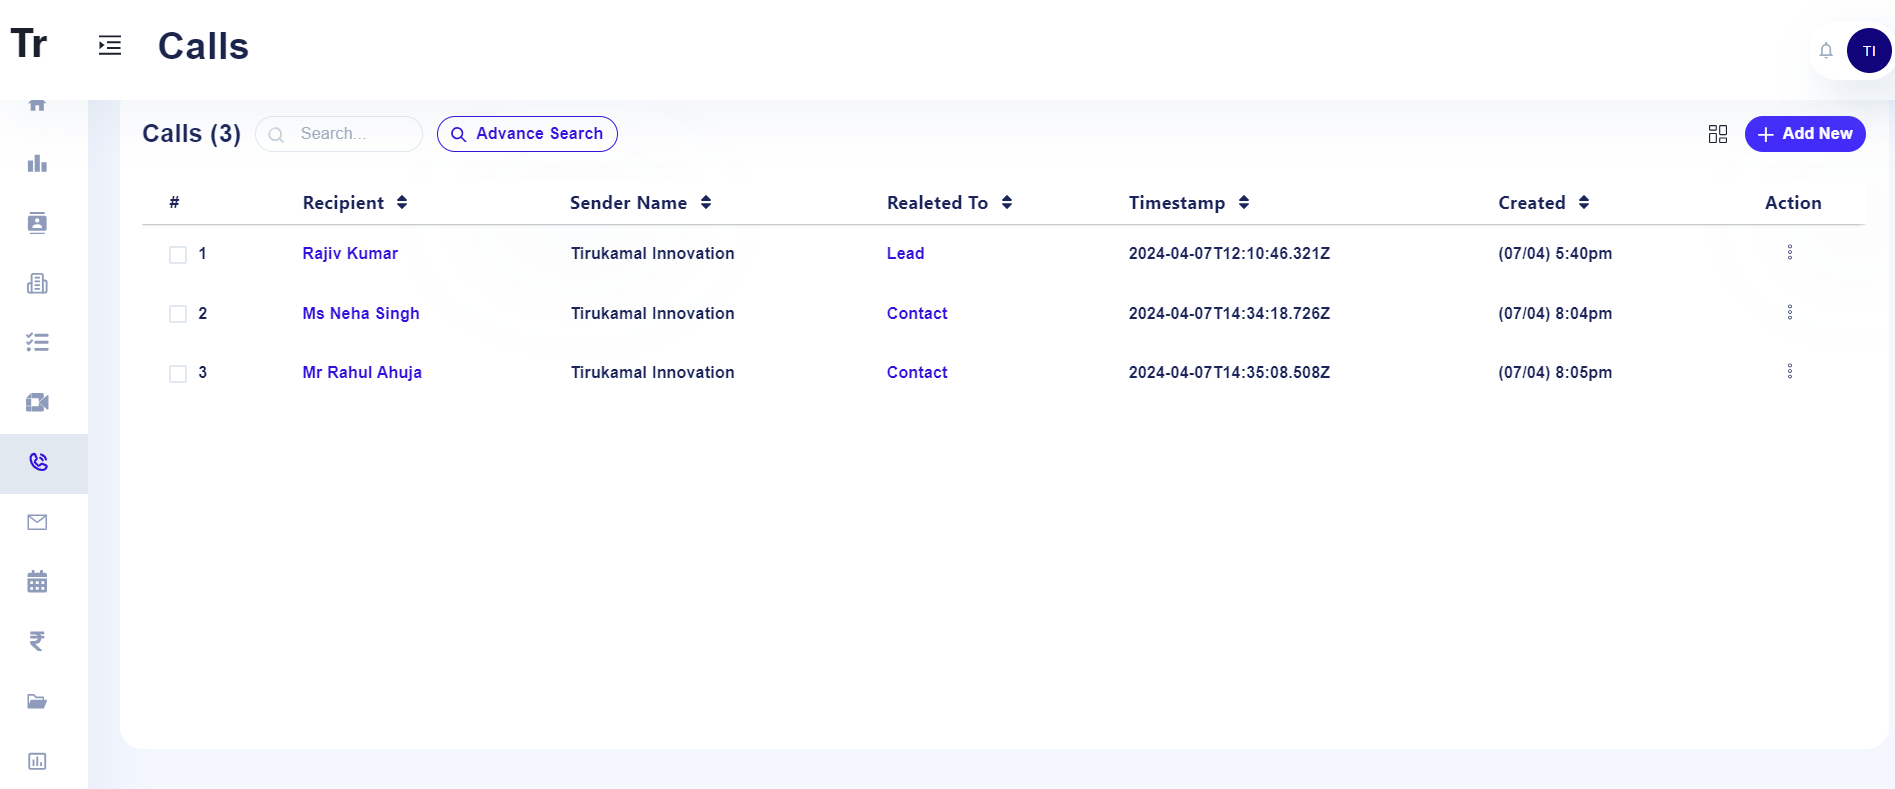 Tr Calls TI
Calls (3) Search... Advance Search Add New
# Recipient Sender Name Realeted To Timestamp Created Action
1 Rajiv Kumar Tirukamal Innovation Lead 2024-04-07T12:10:46.321Z (07/04) 5:40pm
2 Ms Neha Singh Tirukamal Innovation Contact 2024-04-07T14:34:18.726Z (07/04) 8:04pm
3 Mr Rahul Ahuja Tirukamal Innovation Contact 2024-04-07T14:35:08.508Z (07/04) 8:05pm